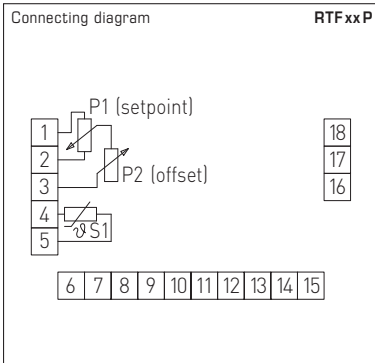 Connecting diagram RTFxxP
P1 (setpoint)
1 18
2 17
P2 (offset)
3 16
4
ϑ S1
5
6 7 8 9 10 11 12 13 14 15